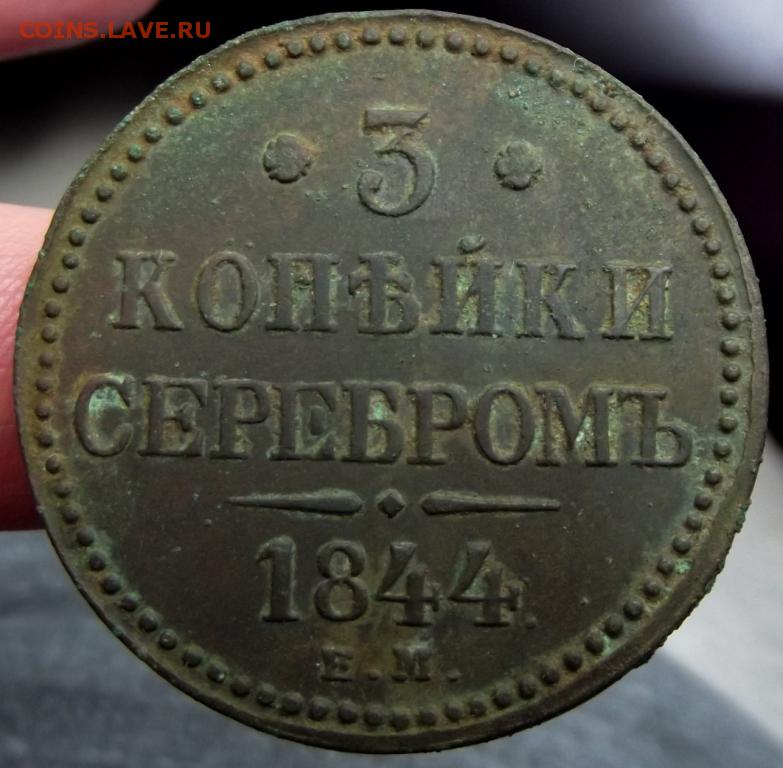 COINS.LAVE.RU
3
КОПѢЙКИ
СЕРЕБРОМЪ
1844.
Е.М.